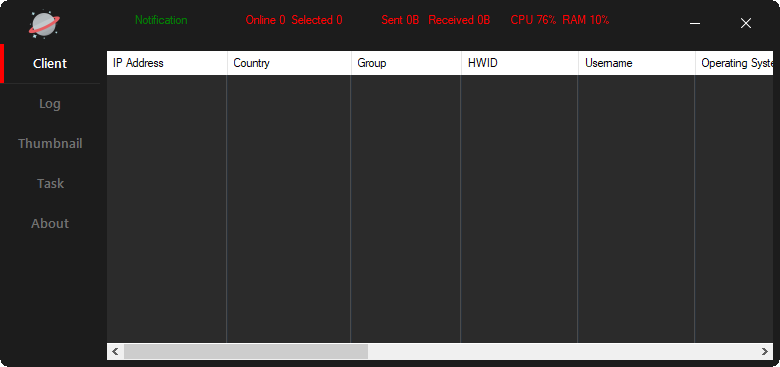 Notification Online 0 Selected 0 Sent 0B Received 0B CPU 76% RAM 10%
Client
IP Address Country Group HWID Username Operating Syste
Log
Thumbnail
Task
About